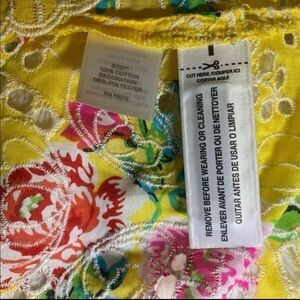 BODY:
100% COTTON
DECORATION:
100% POLYESTER
CUT HERE/COUPER ICI
CORTAR AQUÍ
REMOVE BEFORE WEARING OR CLEANING
ENLEVER AVANT DE PORTER OU DE NETTOYER
QUITAR ANTES DE USAR O LIMPIAR